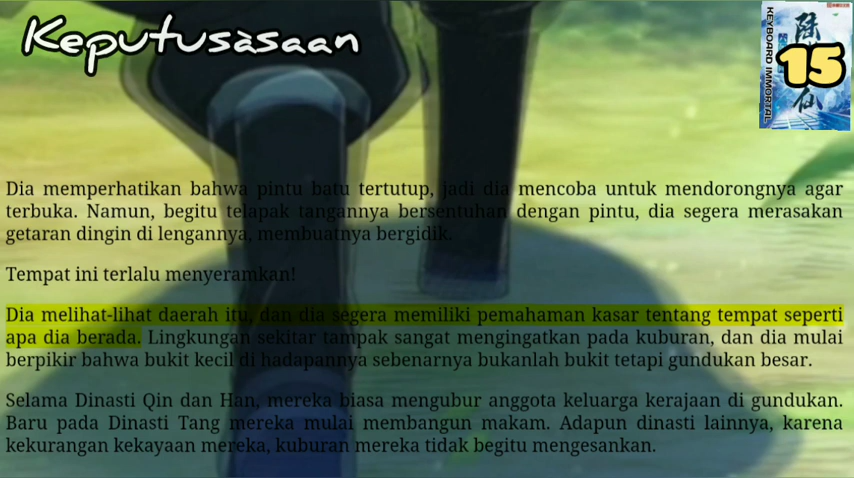 Keputusasaan
KEYBOARD IMMORTAL
15
Dia memperhatikan bahwa pintu batu tertutup, jadi dia mencoba untuk mendorongnya agar
terbuka. Namun, begitu telapak tangannya bersentuhan dengan pintu, dia segera merasakan
getaran dingin di lengannya, membuatnya bergidik.
Tempat ini terlalu menyeramkan!
Dia melihat-lihat daerah itu, dan dia segera memiliki pemahaman kasar tentang tempat seperti
apa dia berada. Lingkungan sekitar tampak sangat mengingatkan pada kuburan, dan dia mulai
berpikir bahwa bukit kecil di hadapannya sebenarnya bukanlah bukit tetapi gundukan besar.
Selama Dinasti Qin dan Han, mereka biasa mengubur anggota keluarga kerajaan di gundukan.
Baru pada Dinasti Tang mereka mulai membangun makam. Adapun dinasti lainnya, karena
kekurangan kekayaan mereka, kuburan mereka tidak begitu mengesankan.